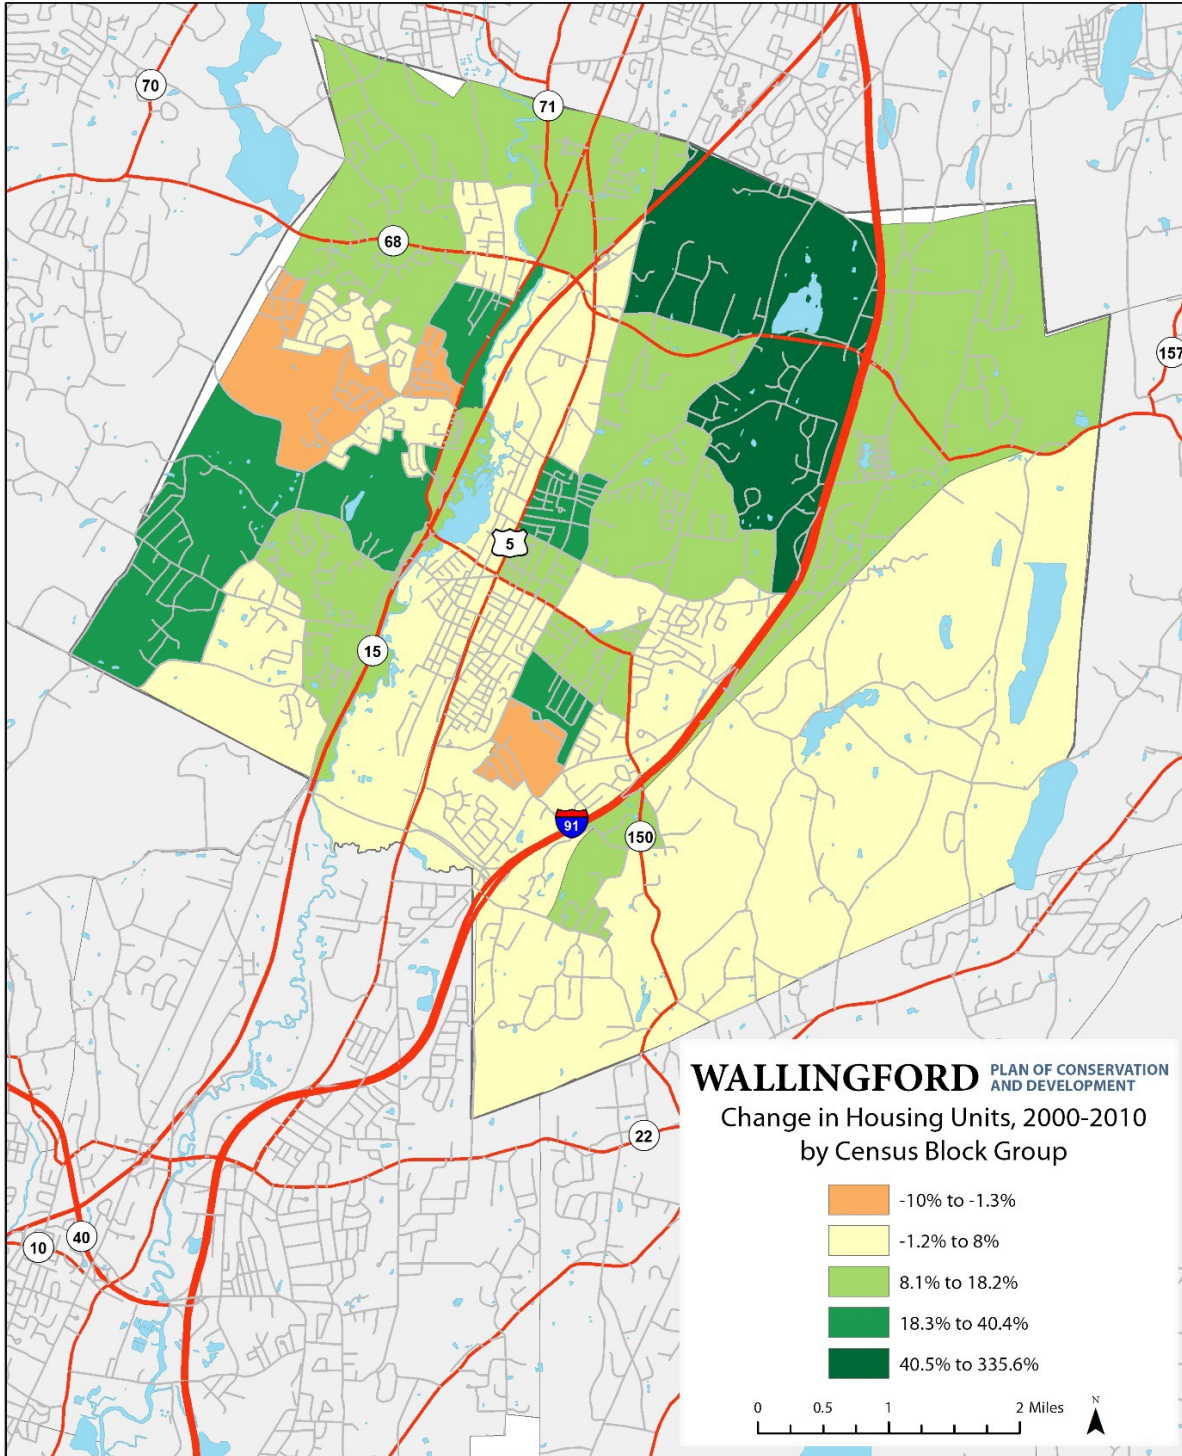 70
71
68
157
5
15
91
150
WALLINGFORD PLAN OF CONSERVATION
AND DEVELOPMENT
Change in Housing Units, 2000-2010
by Census Block Group
22
-10% to -1.3%
-1.2% to 8%
10
40
8.1% to 18.2%
18.3% to 40.4%
40.5% to 335.6%
N
0 0.5 1 2 Miles